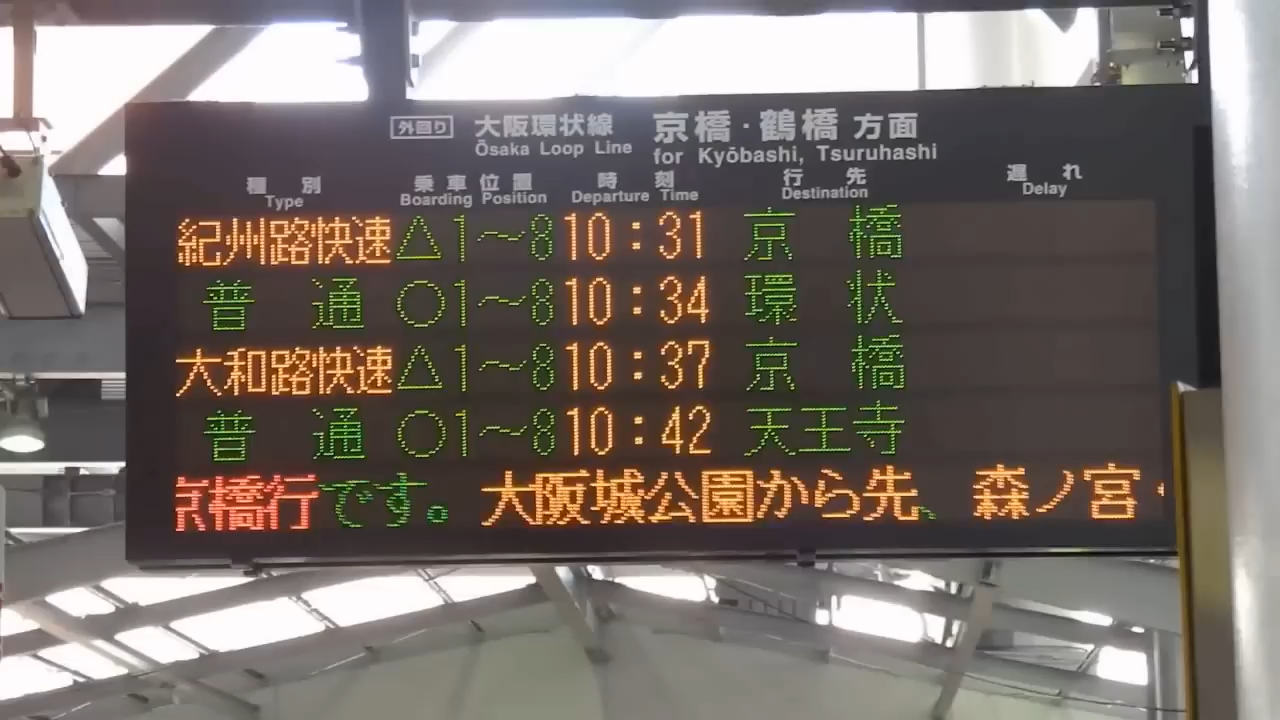 外回り 大阪環状線 京橋・鶴橋 方面
Ōsaka Loop Line for Kyōbashi, Tsuruhashi
種別 乗車位置 時刻 行先 遅れ
Type Boarding Position Departure Time Destination Delay
紀州路快速 △1〜8 10:31 京橋
普通 ○1〜8 10:34 環状
大和路快速 △1〜8 10:37 京橋
普通 ○1〜8 10:42 天王寺
京橋行です。 大阪城公園から先、森ノ宮・